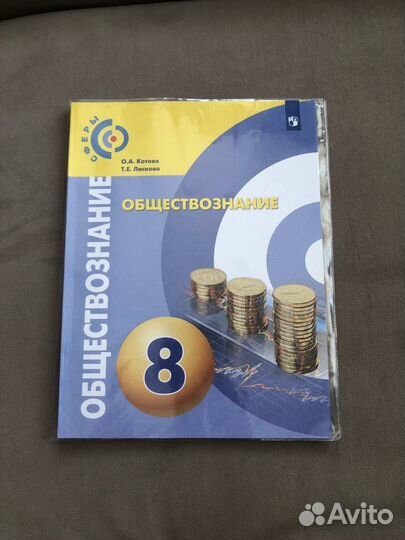 СФЕРЫ
О.А. Котова
Т.Е. Лискова
ОБЩЕСТВОЗНАНИЕ
ОБЩЕСТВОЗНАНИЕ
8
Avito